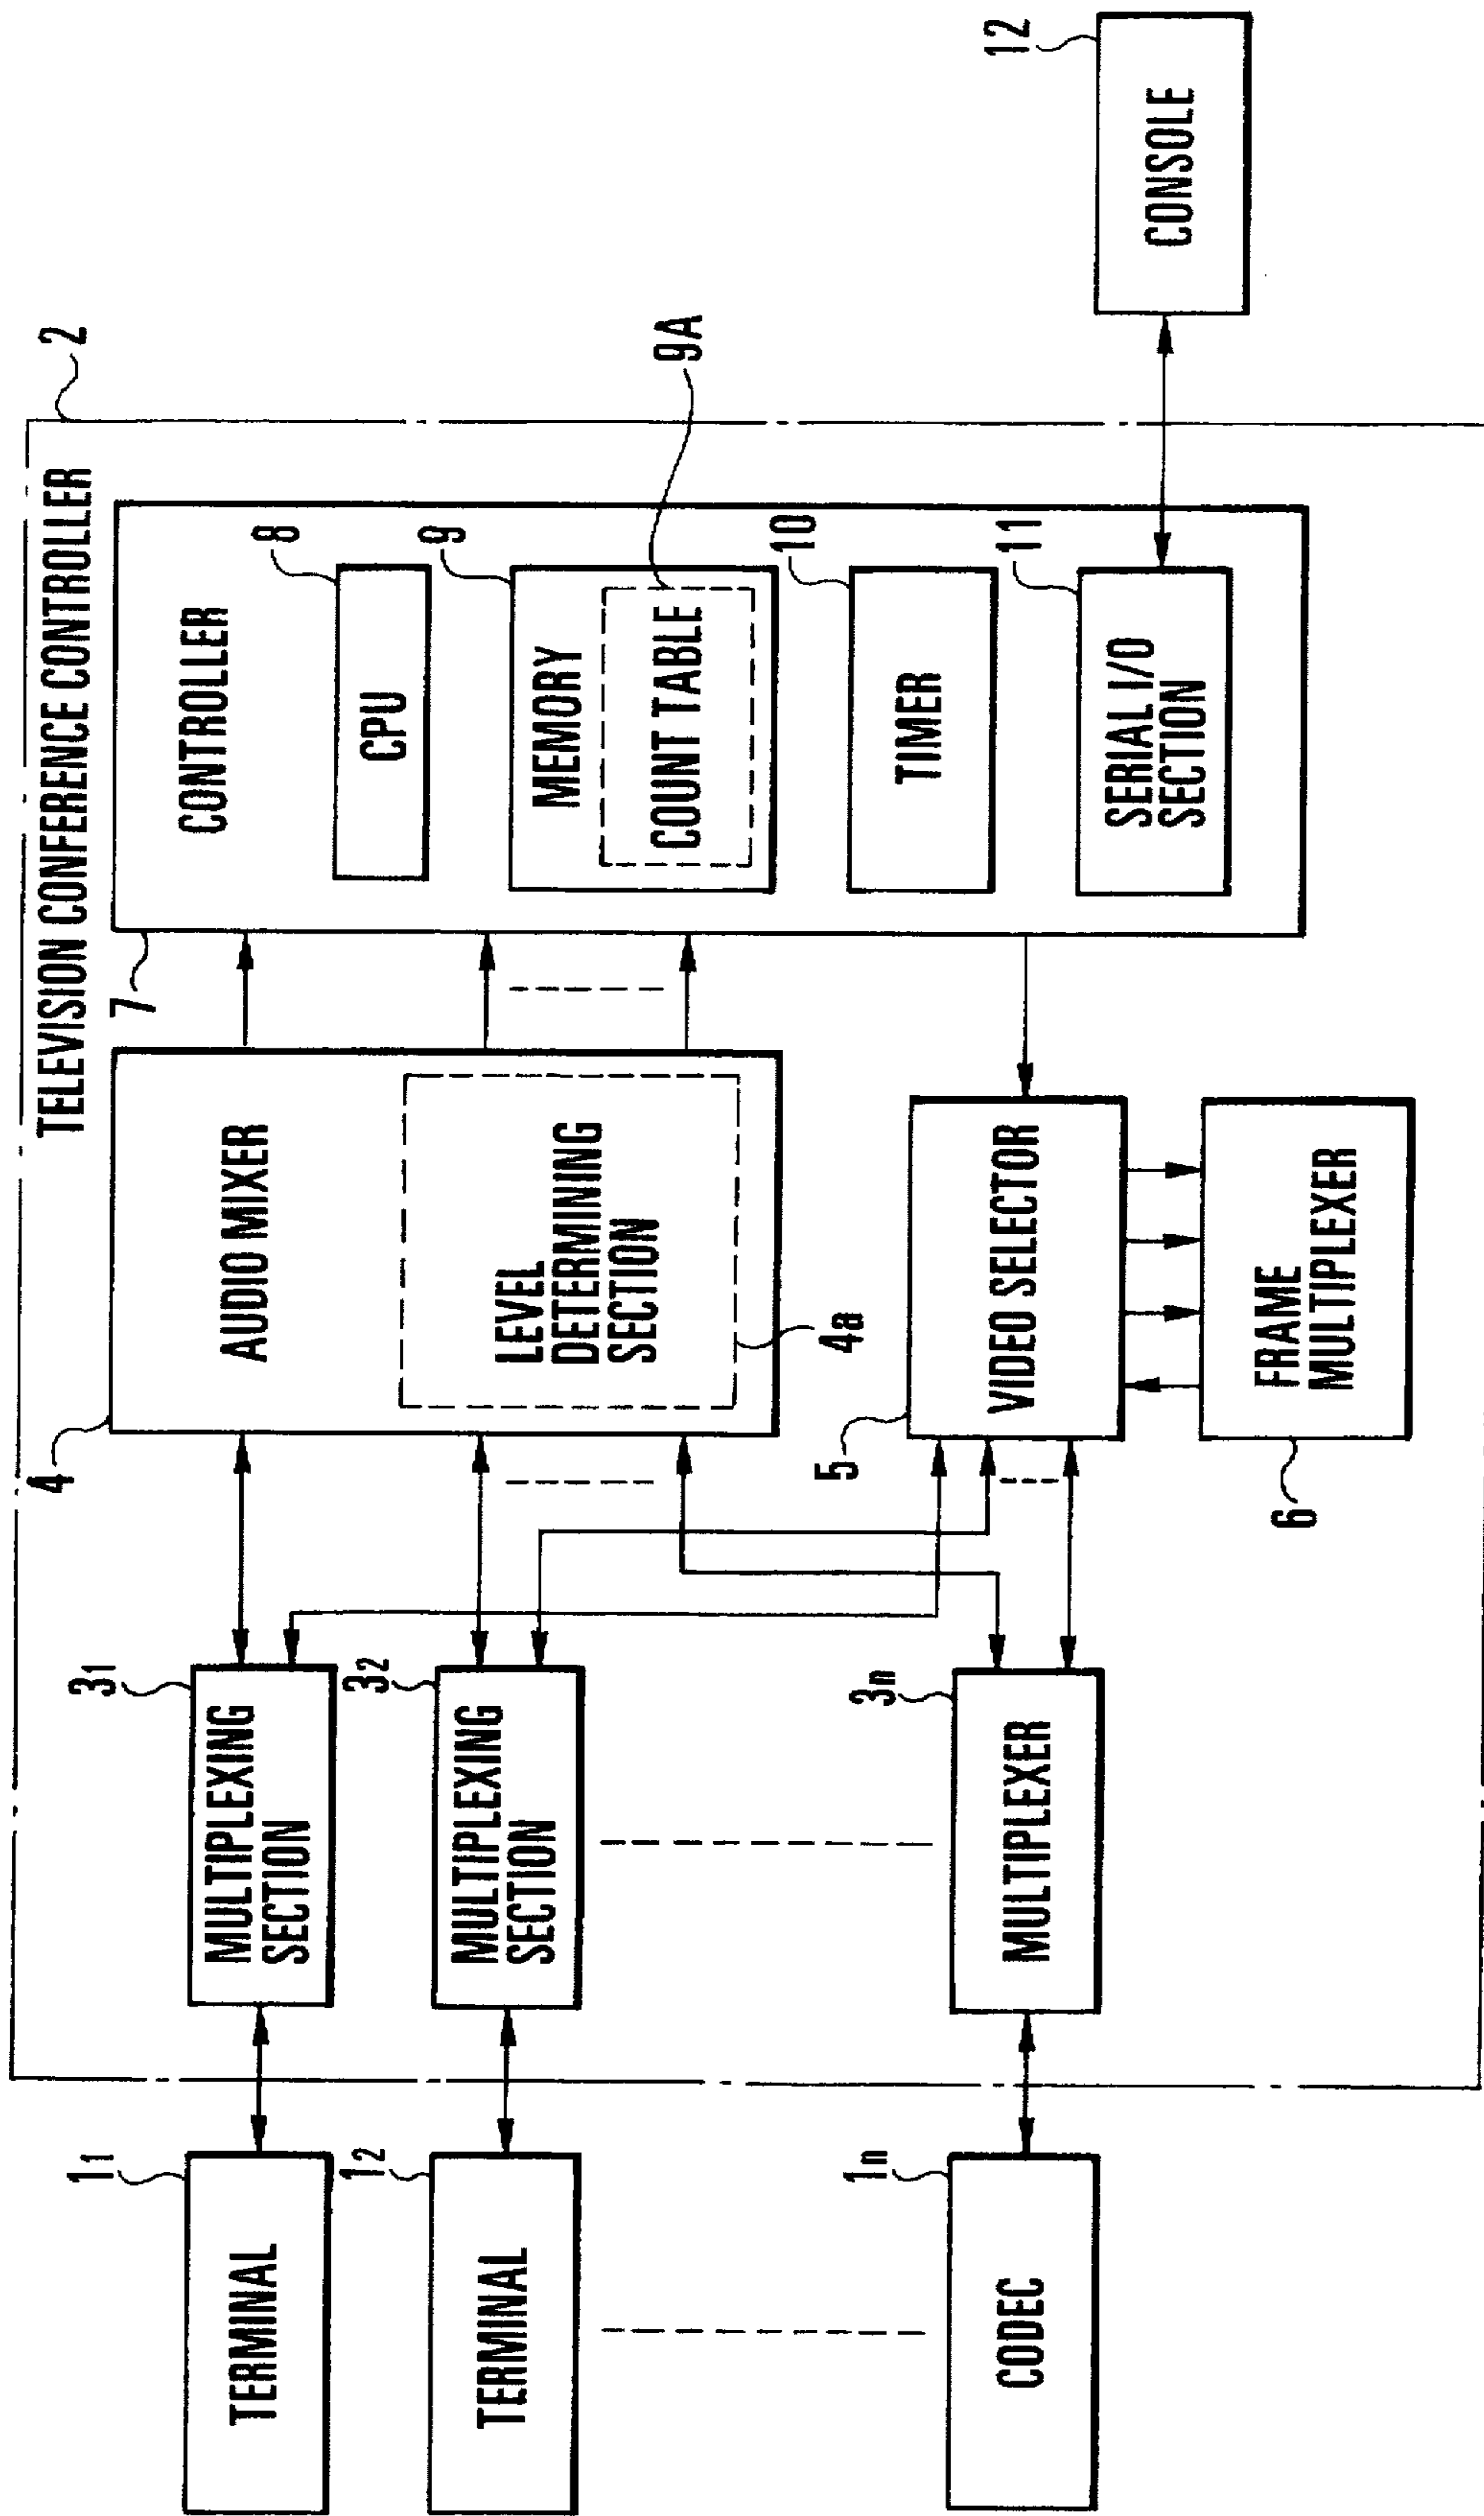 TELEVISION CONFERENCE CONTROLLER
2
1₁
TERMINAL
1₂
TERMINAL
1n
CODEC
3₁
MULTIPLEXING
SECTION
3₂
MULTIPLEXING
SECTION
3n
MULTIPLEXER
4
AUDIO MIXER
LEVEL
DETERMINING
SECTION
4a
5
VIDEO SELECTOR
6
FRAME
MULTIPLEXER
7
CONTROLLER
8
CPU
9
MEMORY
COUNT TABLE
9A
10
TIMER
11
SERIAL I/O
SECTION
12
CONSOLE